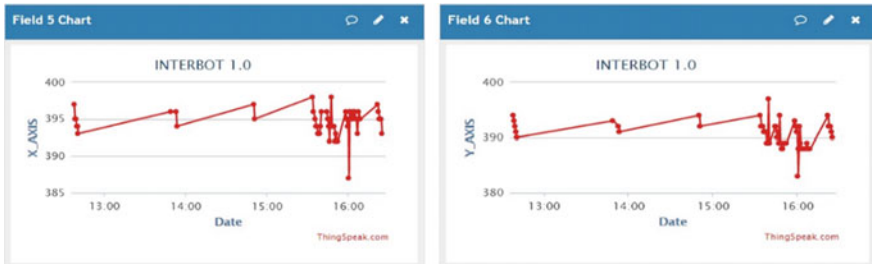 Field 5 Chart
INTERBOT 1.0
400
395
390
385
X_AXIS
13:00 14:00 15:00 16:00
Date
ThingSpeak.com
Field 6 Chart
INTERBOT 1.0
400
390
380
Y_AXIS
13:00 14:00 15:00 16:00
Date
ThingSpeak.com